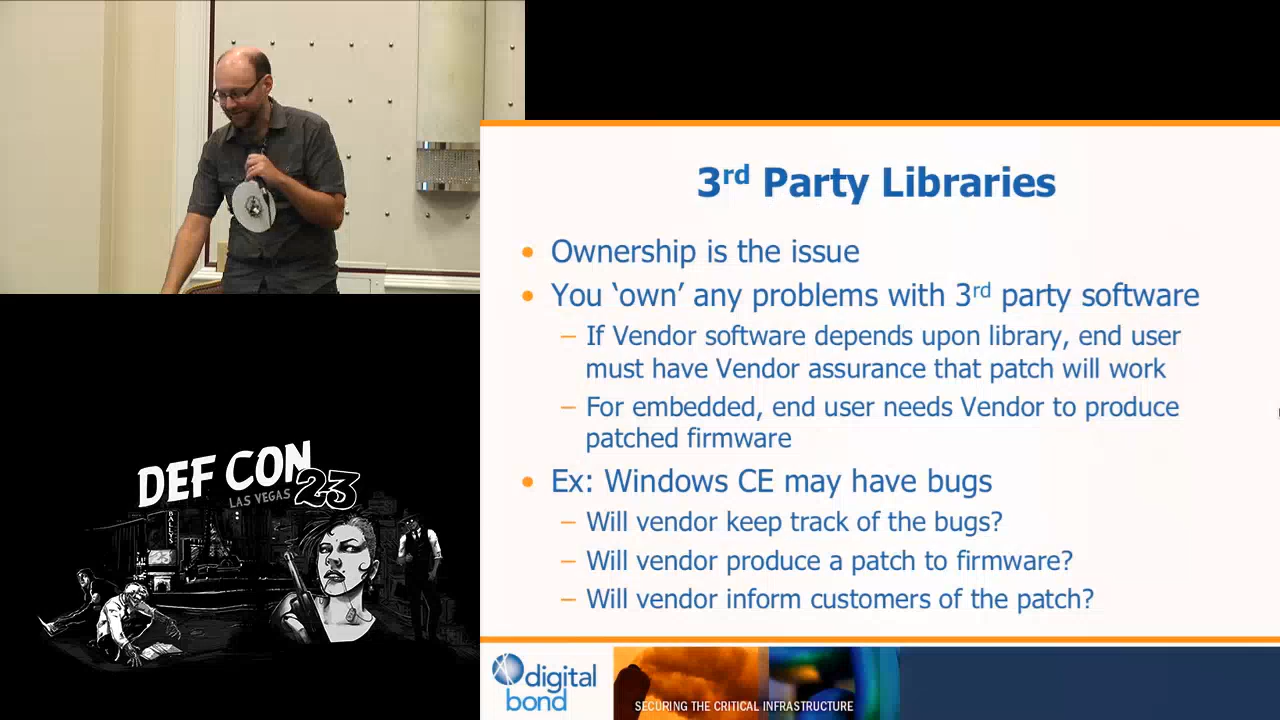 3rd Party Libraries
• Ownership is the issue
• You ‘own’ any problems with 3rd party software
– If Vendor software depends upon library, end user
must have Vendor assurance that patch will work
– For embedded, end user needs Vendor to produce
patched firmware
• Ex: Windows CE may have bugs
– Will vendor keep track of the bugs?
– Will vendor produce a patch to firmware?
– Will vendor inform customers of the patch?
DEF CON
LAS VEGAS 23
BALLY'S
digital
bond
SECURING THE CRITICAL INFRASTRUCTURE